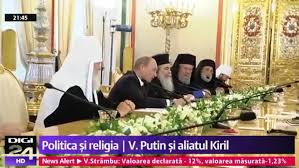 21:45
Politica și religia | V. Putin și aliatul Kiril
DIGI
24
HD
News Alert ▶ V.Strâmbu: Valoarea declarată - 12%, valoarea măsurată-1,23%